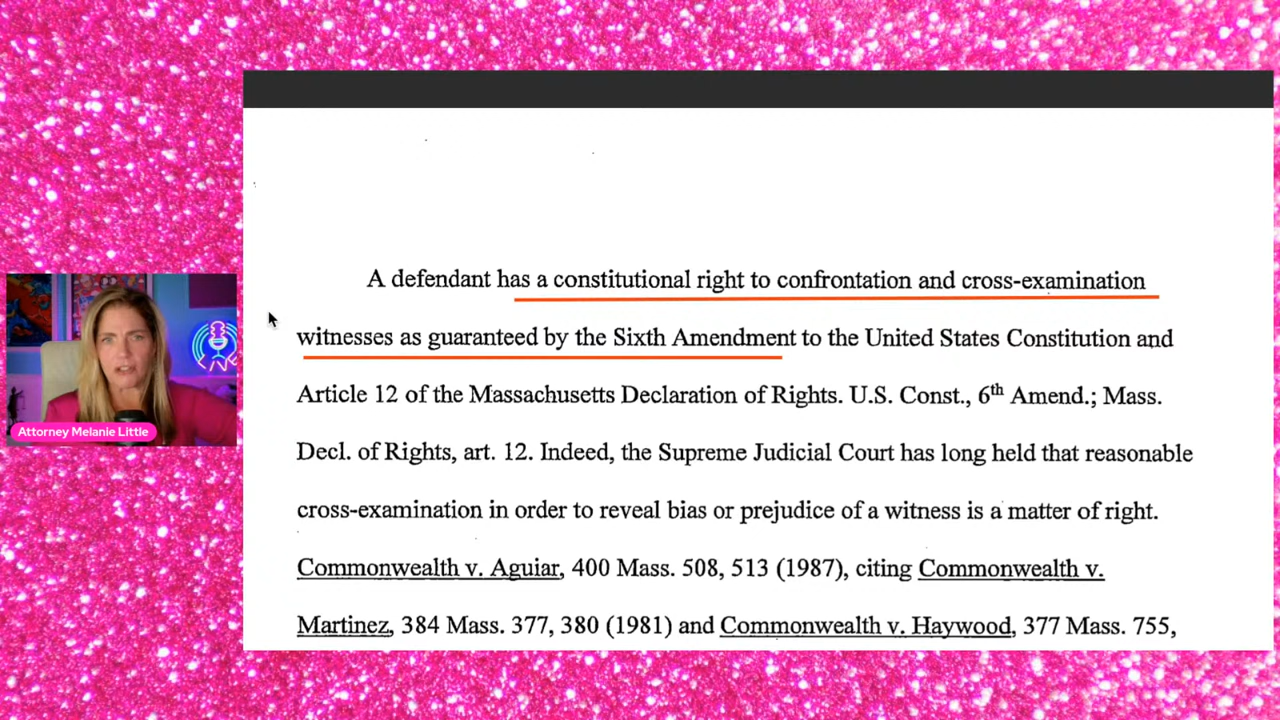 A defendant has a constitutional right to confrontation and cross-examination
witnesses as guaranteed by the Sixth Amendment to the United States Constitution and
Article 12 of the Massachusetts Declaration of Rights. U.S. Const., 6th Amend.; Mass.
Decl. of Rights, art. 12. Indeed, the Supreme Judicial Court has long held that reasonable
cross-examination in order to reveal bias or prejudice of a witness is a matter of right.
Commonwealth v. Aguiar, 400 Mass. 508, 513 (1987), citing Commonwealth v.
Martinez, 384 Mass. 377, 380 (1981) and Commonwealth v. Haywood, 377 Mass. 755,
Attorney Melanie Little